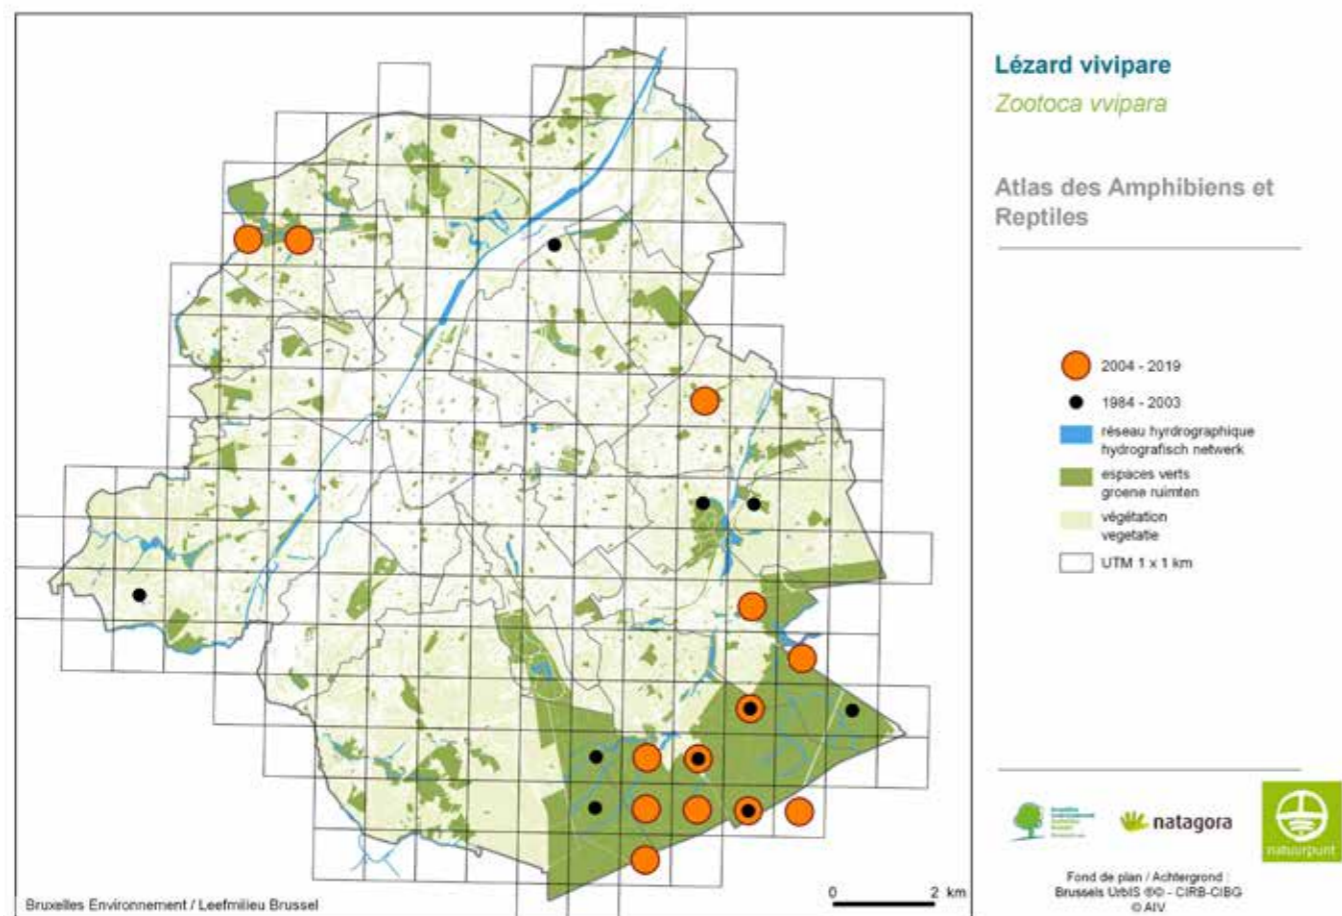 Lézard vivipare
Zootoca vvipara
Atlas des Amphibiens et
Reptiles
2004 - 2019
1984 - 2003
réseau hyrdrographique
hydrografisch netwerk
espaces verts
groene ruimten
végétation
vegetatie
UTM 1 x 1 km
natagora
natuurpunt
Fond de plan / Achtergrond :
Brussels UrbIS ®© - CIRB-CIBG
© AIV
0 2 km
Bruxelles Environnement / Leefmilieu Brussel